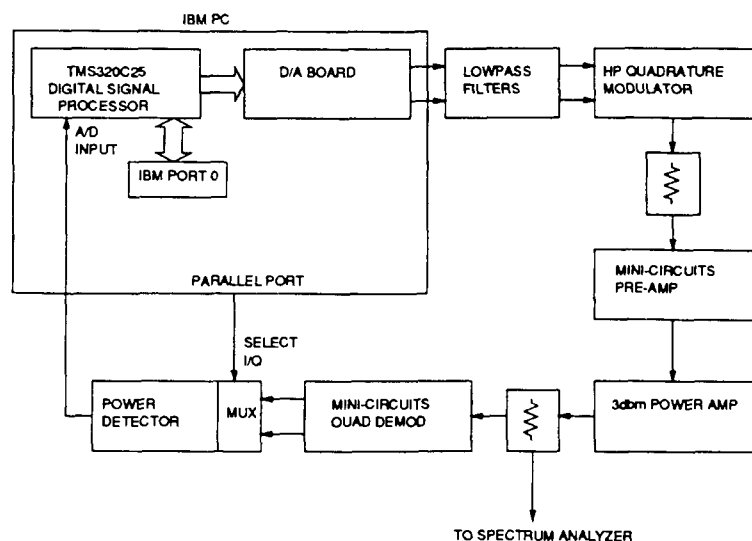 IBM PC
TMS320C25
DIGITAL SIGNAL
PROCESSOR
D/A BOARD
LOWPASS
FILTERS
HP QUADRATURE
MODULATOR
A/D
INPUT
IBM PORT 0
PARALLEL PORT
MINI-CIRCUITS
PRE-AMP
SELECT
I/Q
POWER
DETECTOR
MUX
MINI-CIRCUITS
QUAD DEMOD
3dbm POWER AMP
TO SPECTRUM ANALYZER